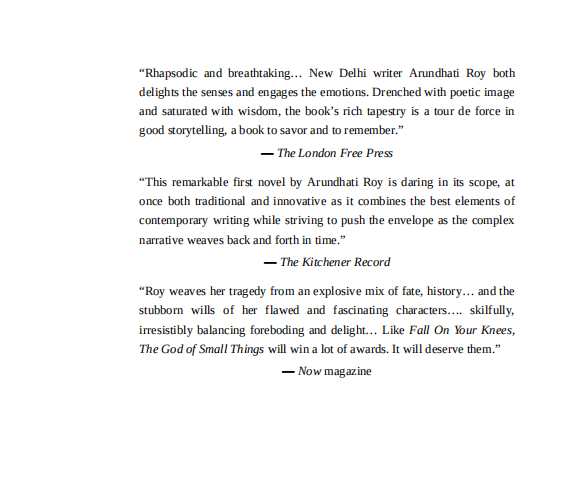 “Rhapsodic and breathtaking… New Delhi writer Arundhati Roy both
delights the senses and engages the emotions. Drenched with poetic image
and saturated with wisdom, the book’s rich tapestry is a tour de force in
good storytelling, a book to savor and to remember.”
— The London Free Press
“This remarkable first novel by Arundhati Roy is daring in its scope, at
once both traditional and innovative as it combines the best elements of
contemporary writing while striving to push the envelope as the complex
narrative weaves back and forth in time.”
— The Kitchener Record
“Roy weaves her tragedy from an explosive mix of fate, history… and the
stubborn wills of her flawed and fascinating characters…. skilfully,
irresistibly balancing foreboding and delight… Like Fall On Your Knees,
The God of Small Things will win a lot of awards. It will deserve them.”
— Now magazine